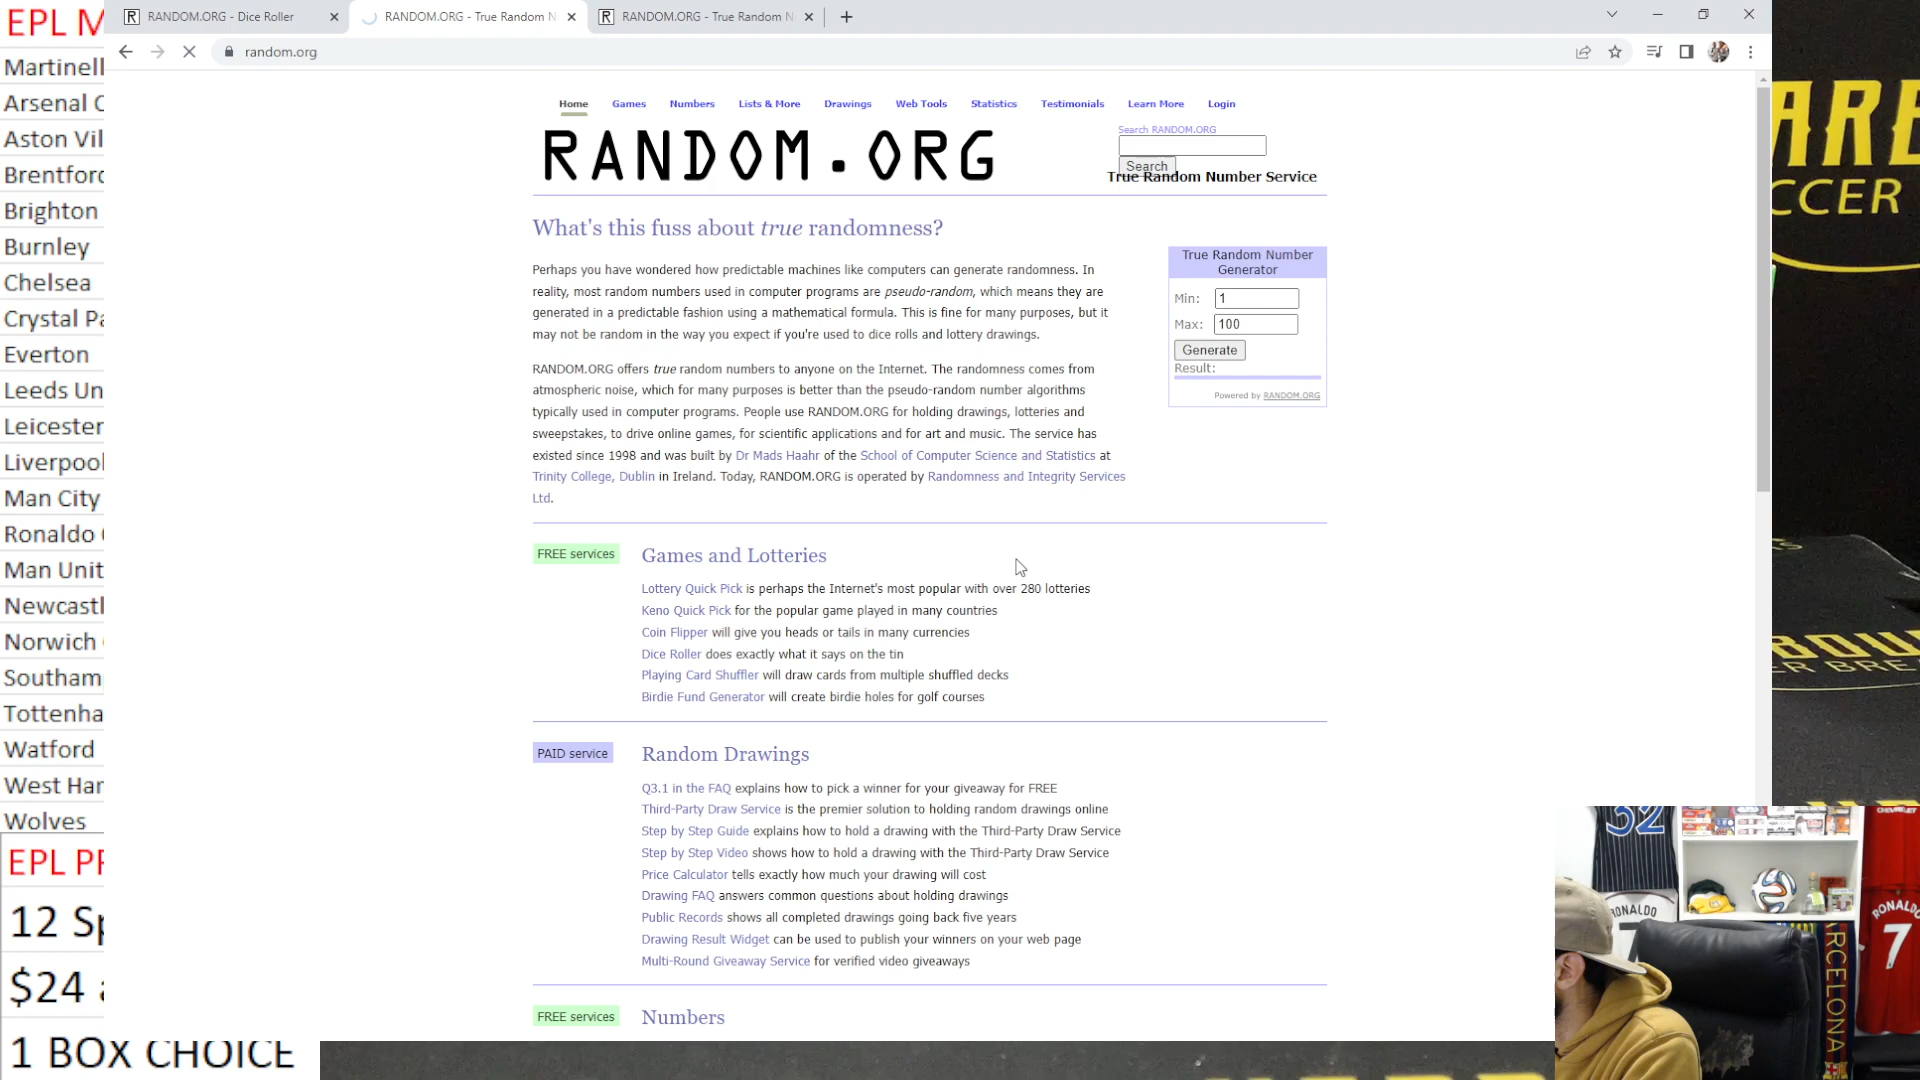 EPL M
Martinell
Arsenal
Aston Vil
Brentford
Brighton
Burnley
Chelsea
Crystal Pa
Everton
Leeds Un
Leicester
Liverpool
Man City
Ronaldo
Man Unit
Newcastl
Norwich
Southam
Tottenha
Watford
West Ham
Wolves
EPL PR
12 Sp
$24
1 BOX CHOICE
RANDOM.ORG - Dice Roller
RANDOM.ORG - True Random N
RANDOM.ORG - True Random N
random.org
Home Games Numbers Lists & More Drawings Web Tools Statistics Testimonials Learn More Login
RANDOM.ORG
Search RANDOM.ORG
Search
True Random Number Service
What's this fuss about true randomness?
Perhaps you have wondered how predictable machines like computers can generate randomness. In
reality, most random numbers used in computer programs are pseudo-random, which means they are
generated in a predictable fashion using a mathematical formula. This is fine for many purposes, but it
may not be random in the way you expect if you're used to dice rolls and lottery drawings.
RANDOM.ORG offers true random numbers to anyone on the Internet. The randomness comes from
atmospheric noise, which for many purposes is better than the pseudo-random number algorithms
typically used in computer programs. People use RANDOM.ORG for holding drawings, lotteries and
sweepstakes, to drive online games, for scientific applications and for art and music. The service has
existed since 1998 and was built by Dr Mads Haahr of the School of Computer Science and Statistics at
Trinity College, Dublin in Ireland. Today, RANDOM.ORG is operated by Randomness and Integrity Services
Ltd.
True Random Number
Generator
Min: 1
Max: 100
Generate
Result:
Powered by RANDOM.ORG
FREE services
Games and Lotteries
Lottery Quick Pick is perhaps the Internet's most popular with over 280 lotteries
Keno Quick Pick for the popular game played in many countries
Coin Flipper will give you heads or tails in many currencies
Dice Roller does exactly what it says on the tin
Playing Card Shuffler will draw cards from multiple shuffled decks
Birdie Fund Generator will create birdie holes for golf courses
PAID service
Random Drawings
Q3.1 in the FAQ explains how to pick a winner for your giveaway for FREE
Third-Party Draw Service is the premier solution to holding random drawings online
Step by Step Guide explains how to hold a drawing with the Third-Party Draw Service
Step by Step Video shows how to hold a drawing with the Third-Party Draw Service
Price Calculator tells exactly how much your drawing will cost
Drawing FAQ answers common questions about holding drawings
Public Records shows all completed drawings going back five years
Drawing Result Widget can be used to publish your winners on your web page
Multi-Round Giveaway Service for verified video giveaways
FREE services
Numbers
ARE
CCER
BOU
ER BRE
32
RONALDO
7
CHEVROLET
RONALDO
7
ARCELONA